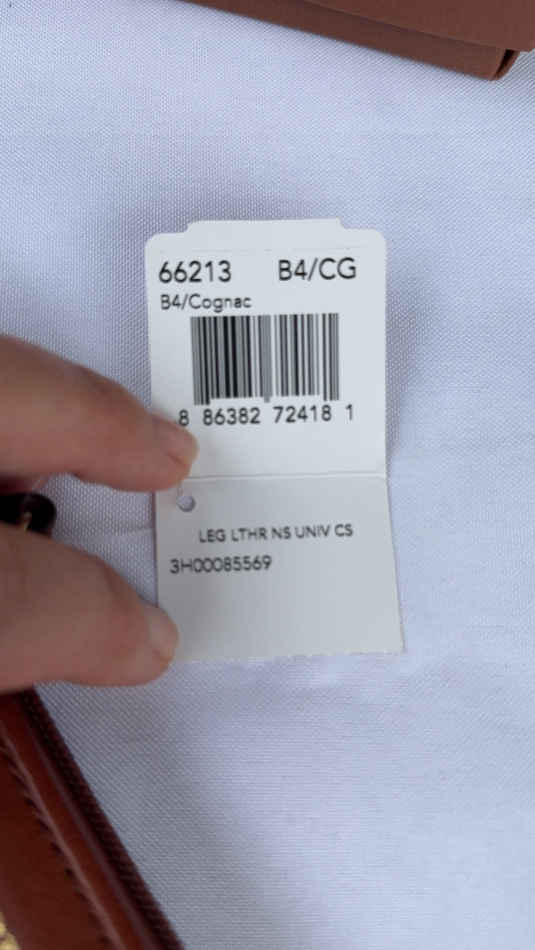 66213 B4/CG
B4/Cognac
8 86382 72418 1
LEG LTHR NS UNIV CS
3H00085569